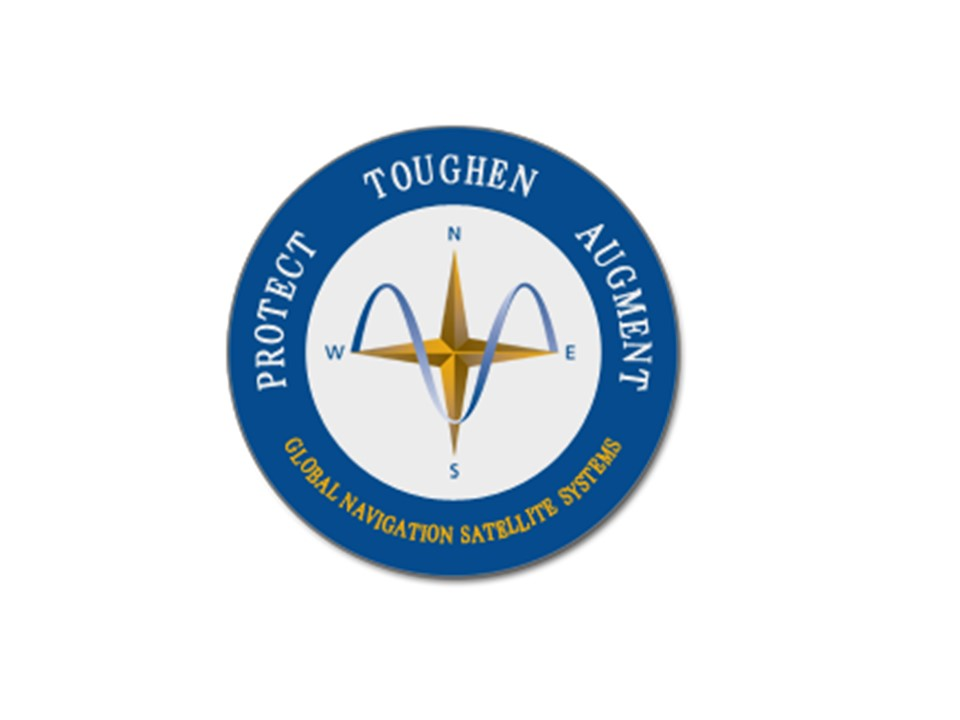 PROTECT
TOUGHEN
AUGMENT
N
W
E
S
GLOBAL NAVIGATION SATELLITE SYSTEMS